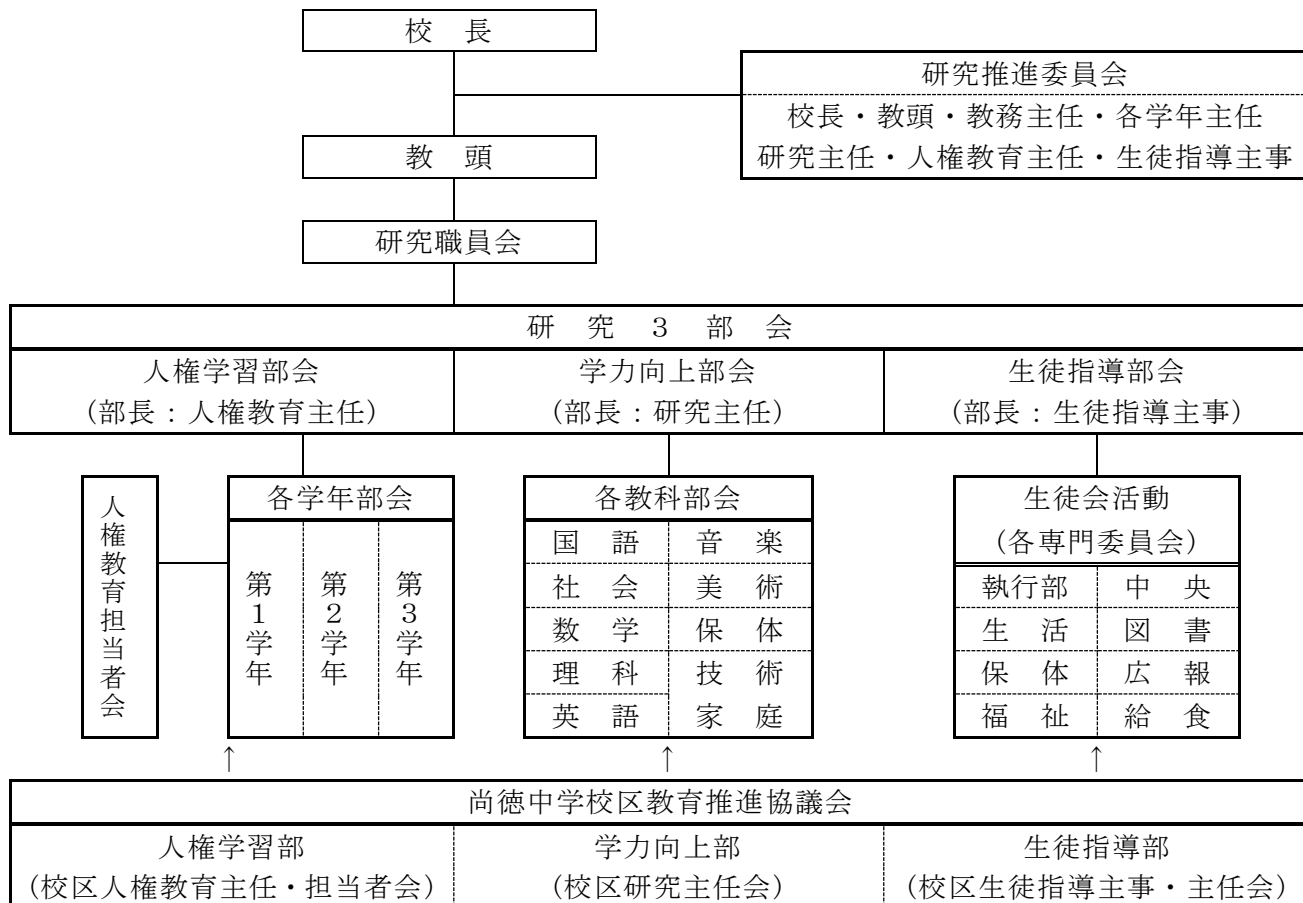 校　長
研究推進委員会
校長・教頭・教務主任・各学年主任
研究主任・人権教育主任・生徒指導主事
教　頭
研究職員会
研　究　３　部　会
人権学習部会
(部長：人権教育主任)
学力向上部会
(部長：研究主任)
生徒指導部会
(部長：生徒指導主事)
人権教育担当者会
各学年部会
第１学年
第２学年
第３学年
各教科部会
国　語　音　楽
社　会　美　術
数　学　保　体
理　科　技　術
英　語　家　庭
生徒会活動
(各専門委員会)
執行部　中　央
生　活　図　書
保　体　広　報
福　祉　給　食
↑　↑　↑
尚徳中学校区教育推進協議会
人権学習部
(校区人権教育主任・担当者会)
学力向上部
(校区研究主任会)
生徒指導部
(校区生徒指導主事・主任会)